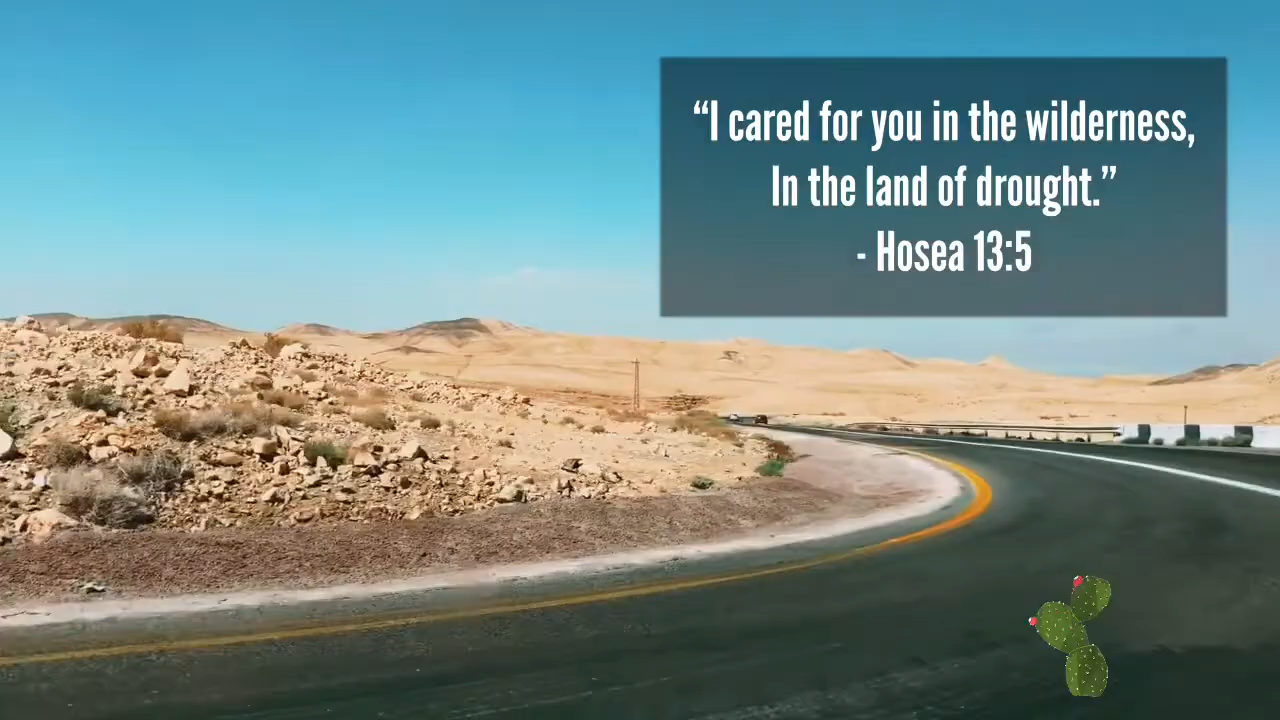 “I cared for you in the wilderness,
In the land of drought.”
- Hosea 13:5